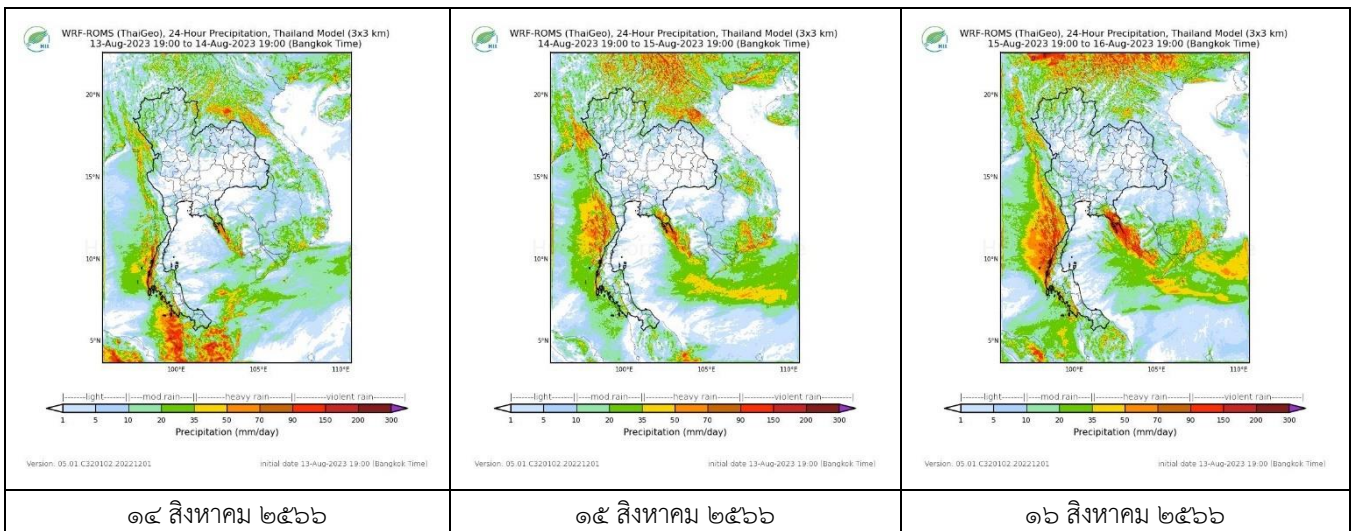 WRF-ROMS (ThaiGeo), 24-Hour Precipitation, Thailand Model (3x3 km)
13-Aug-2023 19:00 to 14-Aug-2023 19:00 (Bangkok Time)
20°N
15°N
10°N
5°N
100°E 105°E 110°E
|-------light-------||---mod.rain---||-------heavy rain-------||-------violent rain-------|
1 5 10 20 35 50 70 90 150 200 300
Precipitation (mm/day)
Version: 05.01 C320102.20221201 initial date 13-Aug-2023 19:00 (Bangkok Time)
๑๔ สิงหาคม ๒๕๖๖
WRF-ROMS (ThaiGeo), 24-Hour Precipitation, Thailand Model (3x3 km)
14-Aug-2023 19:00 to 15-Aug-2023 19:00 (Bangkok Time)
20°N
15°N
10°N
5°N
100°E 105°E 110°E
|-------light-------||---mod.rain---||-------heavy rain-------||-------violent rain-------|
1 5 10 20 35 50 70 90 150 200 300
Precipitation (mm/day)
Version: 05.01 C320102.20221201 initial date 13-Aug-2023 19:00 (Bangkok Time)
๑๕ สิงหาคม ๒๕๖๖
WRF-ROMS (ThaiGeo), 24-Hour Precipitation, Thailand Model (3x3 km)
15-Aug-2023 19:00 to 16-Aug-2023 19:00 (Bangkok Time)
20°N
15°N
10°N
5°N
100°E 105°E 110°E
|-------light-------||---mod.rain---||-------heavy rain-------||-------violent rain-------|
1 5 10 20 35 50 70 90 150 200 300
Precipitation (mm/day)
Version: 05.01 C320102.20221201 initial date 13-Aug-2023 19:00 (Bangkok Time)
๑๖ สิงหาคม ๒๕๖๖